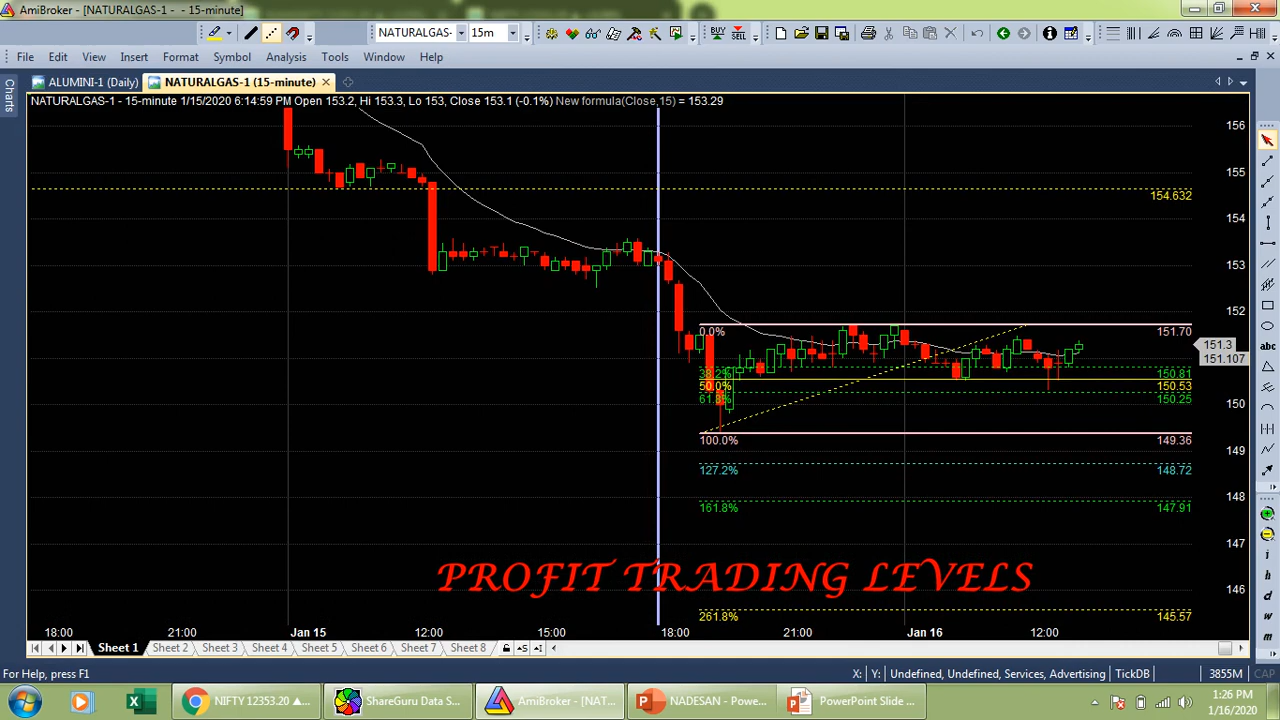 AmiBroker - [NATURALGAS-1 - - 15-minute]
NATURALGAS- 15m BUY SELL
File Edit View Insert Format Symbol Analysis Tools Window Help
ALUMINI-1 (Daily) NATURALGAS-1 (15-minute)
Charts
NATURALGAS-1 - 15-minute 1/15/2020 6:14:59 PM Open 153.2, Hi 153.3, Lo 153, Close 153.1 (-0.1%) New formula(Close,15) = 153.29
156
155
154.632
154
153
152
0.0% 151.70
151.3
151.107
38.2% 150.81
50.0% 150.53
61.8% 150.25
150
100.0% 149.36
149
127.2% 148.72
148
161.8% 147.91
147
PROFIT TRADING LEVELS
146
261.8% 145.57
18:00 21:00 Jan 15 12:00 15:00 18:00 21:00 Jan 16 12:00
Sheet 1 Sheet 2 Sheet 3 Sheet 4 Sheet 5 Sheet 6 Sheet 7 Sheet 8
For Help, press F1 X: Y: Undefined, Undefined, Services, Advertising TickDB 3855M CAP
NIFTY 12353.20 ▲... ShareGuru Data S... AmiBroker - [NAT... NADESAN - Powe... PowerPoint Slide ...
1:26 PM
1/16/2020
abc
i
h
d
w
m